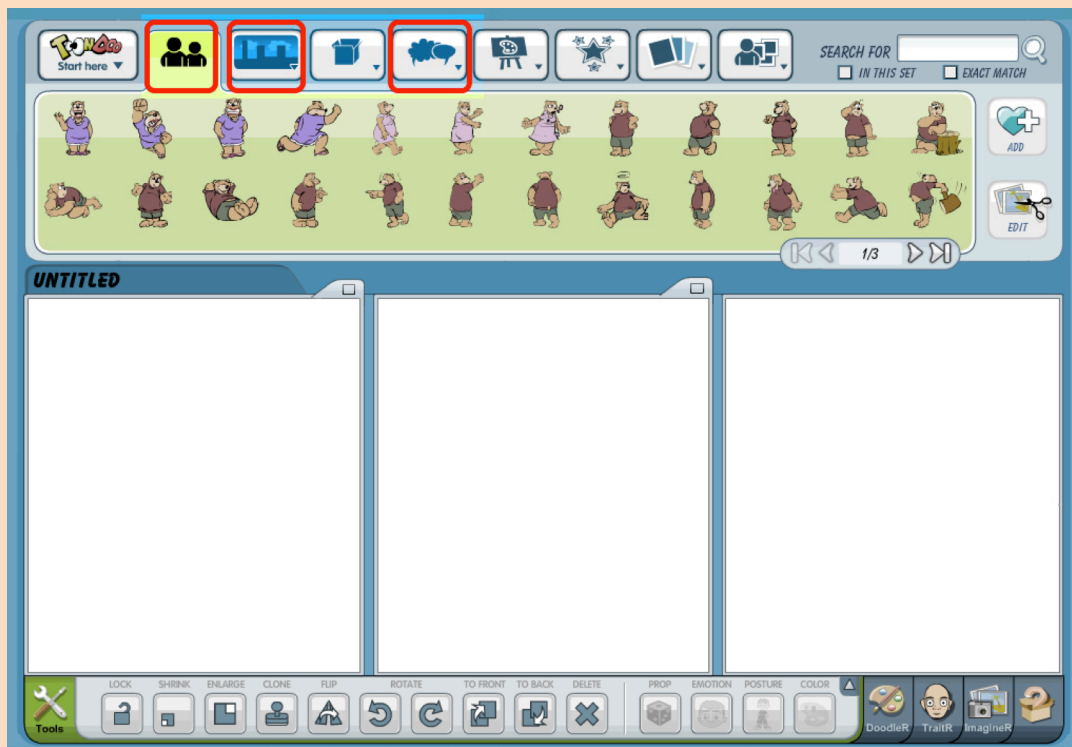 TOONDOO
Start here
SEARCH FOR
IN THIS SET
EXACT MATCH
ADD
EDIT
1/3
UNTITLED
LOCK
SHRINK
ENLARGE
CLONE
FLIP
ROTATE
TO FRONT
TO BACK
DELETE
PROP
EMOTION
POSTURE
COLOR
Tools
DoodleR
TraitR
ImagineR